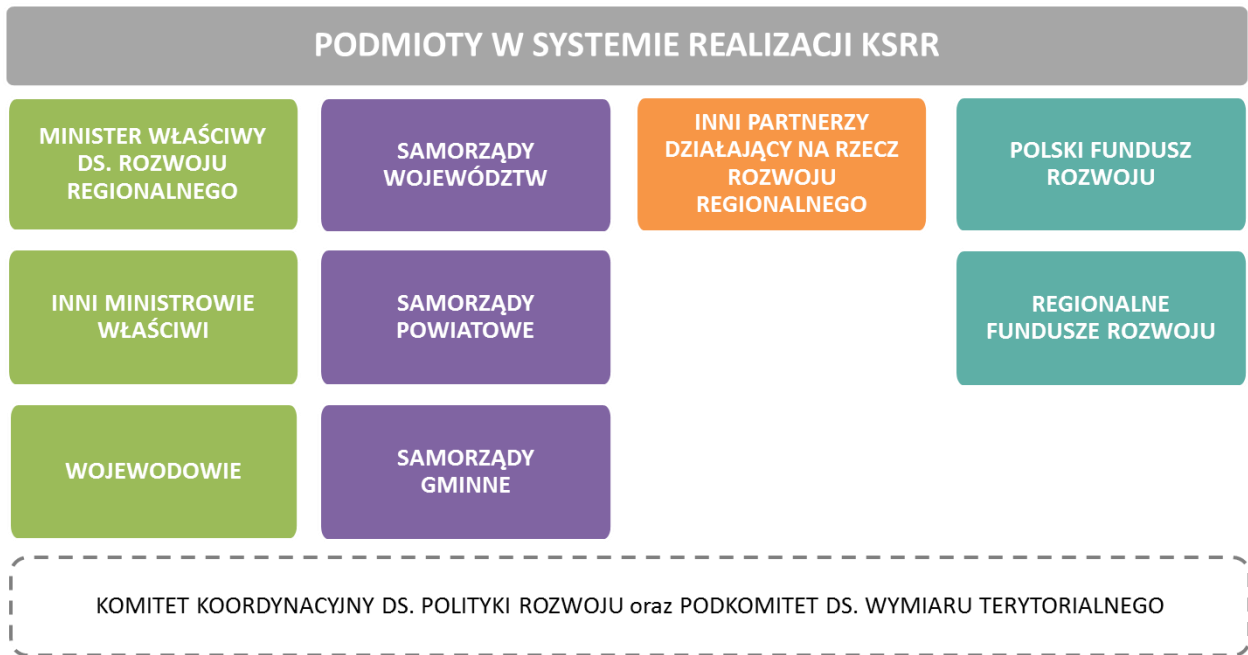 PODMIOTY W SYSTEMIE REALIZACJI KSRR
MINISTER WŁAŚCIWY
DS. ROZWOJU
REGIONALNEGO
SAMORZĄDY
WOJEWÓDZTW
INNI PARTNERZY
DZIAŁAJĄCY NA RZECZ
ROZWOJU
REGIONALNEGO
POLSKI FUNDUSZ
ROZWOJU
INNI MINISTROWIE
WŁAŚCIWI
SAMORZĄDY
POWIATOWE
REGIONALNE
FUNDUSZE ROZWOJU
WOJEWODOWIE
SAMORZĄDY
GMINNE
KOMITET KOORDYNACYJNY DS. POLITYKI ROZWOJU oraz PODKOMITET DS. WYMIARU TERYTORIALNEGO